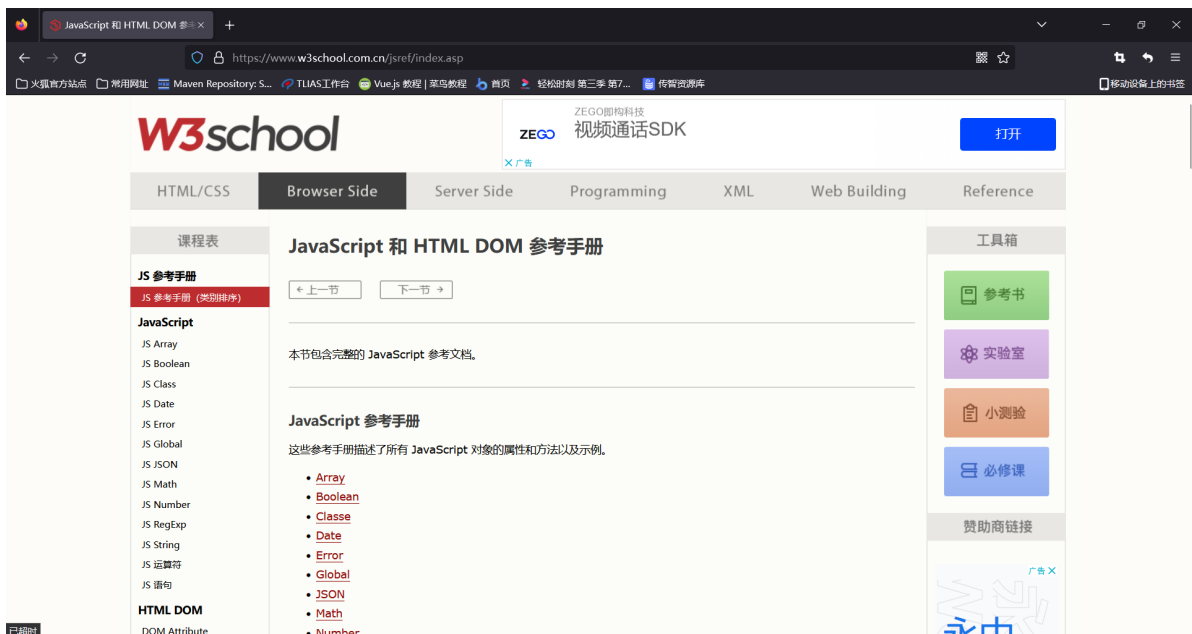 JavaScript 和 HTML DOM 参考
https://www.w3school.com.cn/jsref/index.asp
火狐官方站点 常用网址 Maven Repository: S... TLIAS工作台 Vue.js 教程 | 菜鸟教程 首页 轻松时刻 第三季 第7... 传智资源库 移动设备上的书签
W3school
ZEGO
ZEGO即构科技
视频通话SDK
打开
广告
HTML/CSS Browser Side Server Side Programming XML Web Building Reference
课程表
JS 参考手册
JS 参考手册（类别排序）
JavaScript
JS Array
JS Boolean
JS Class
JS Date
JS Error
JS Global
JS JSON
JS Math
JS Number
JS RegExp
JS String
JS 运算符
JS 语句
HTML DOM
DOM Attribute
JavaScript 和 HTML DOM 参考手册
上一节 下一节
本节包含完整的 JavaScript 参考文档。
JavaScript 参考手册
这些参考手册描述了所有 JavaScript 对象的属性和方法以及示例。
Array
Boolean
Classe
Date
Error
Global
JSON
Math
Number
工具箱
参考书
实验室
小测验
必修课
赞助商链接
广告
已超时